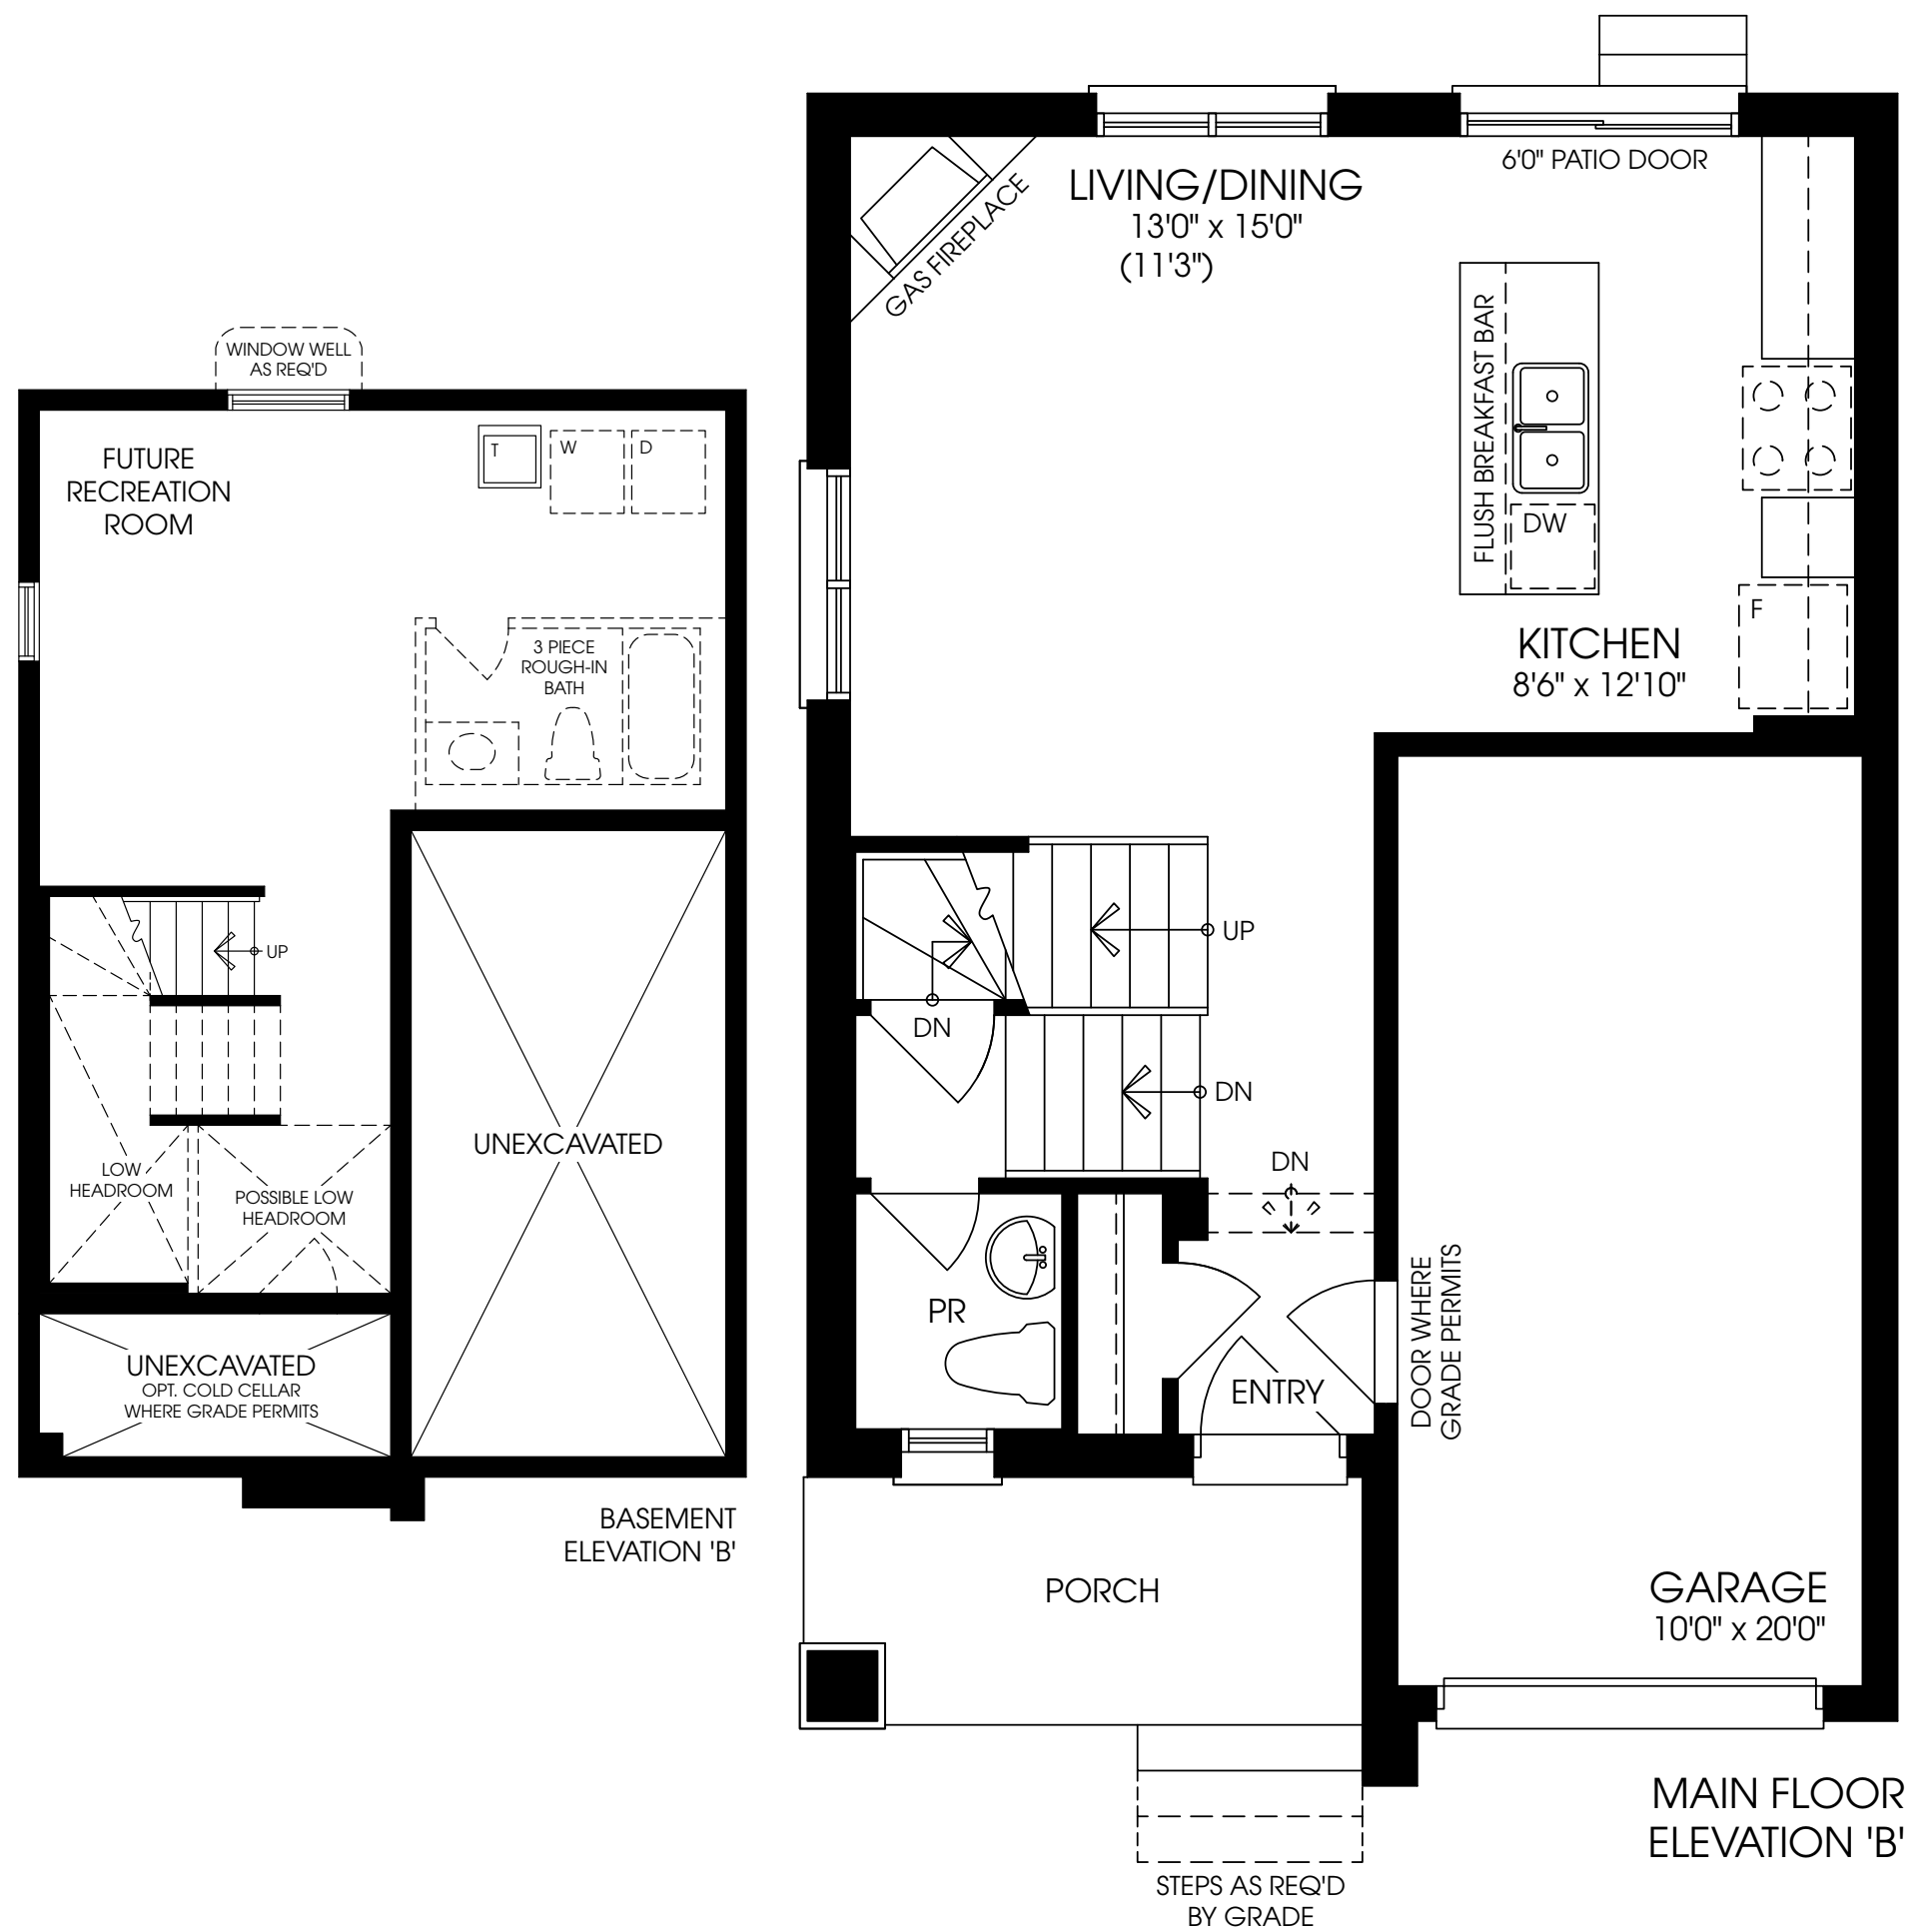 WINDOW WELL
AS REQ'D
FUTURE
RECREATION
ROOM
T
W
D
3 PIECE
ROUGH-IN
BATH
UP
LOW
HEADROOM
POSSIBLE LOW
HEADROOM
UNEXCAVATED
UNEXCAVATED
OPT. COLD CELLAR
WHERE GRADE PERMITS
BASEMENT
ELEVATION 'B'
6'0" PATIO DOOR
LIVING/DINING
13'0" x 15'0"
(11'3")
GAS FIREPLACE
FLUSH BREAKFAST BAR
DW
F
KITCHEN
8'6" x 12'10"
UP
DN
DN
DN
PR
ENTRY
DOOR WHERE
GRADE PERMITS
PORCH
GARAGE
10'0" x 20'0"
MAIN FLOOR
ELEVATION 'B'
STEPS AS REQ'D
BY GRADE